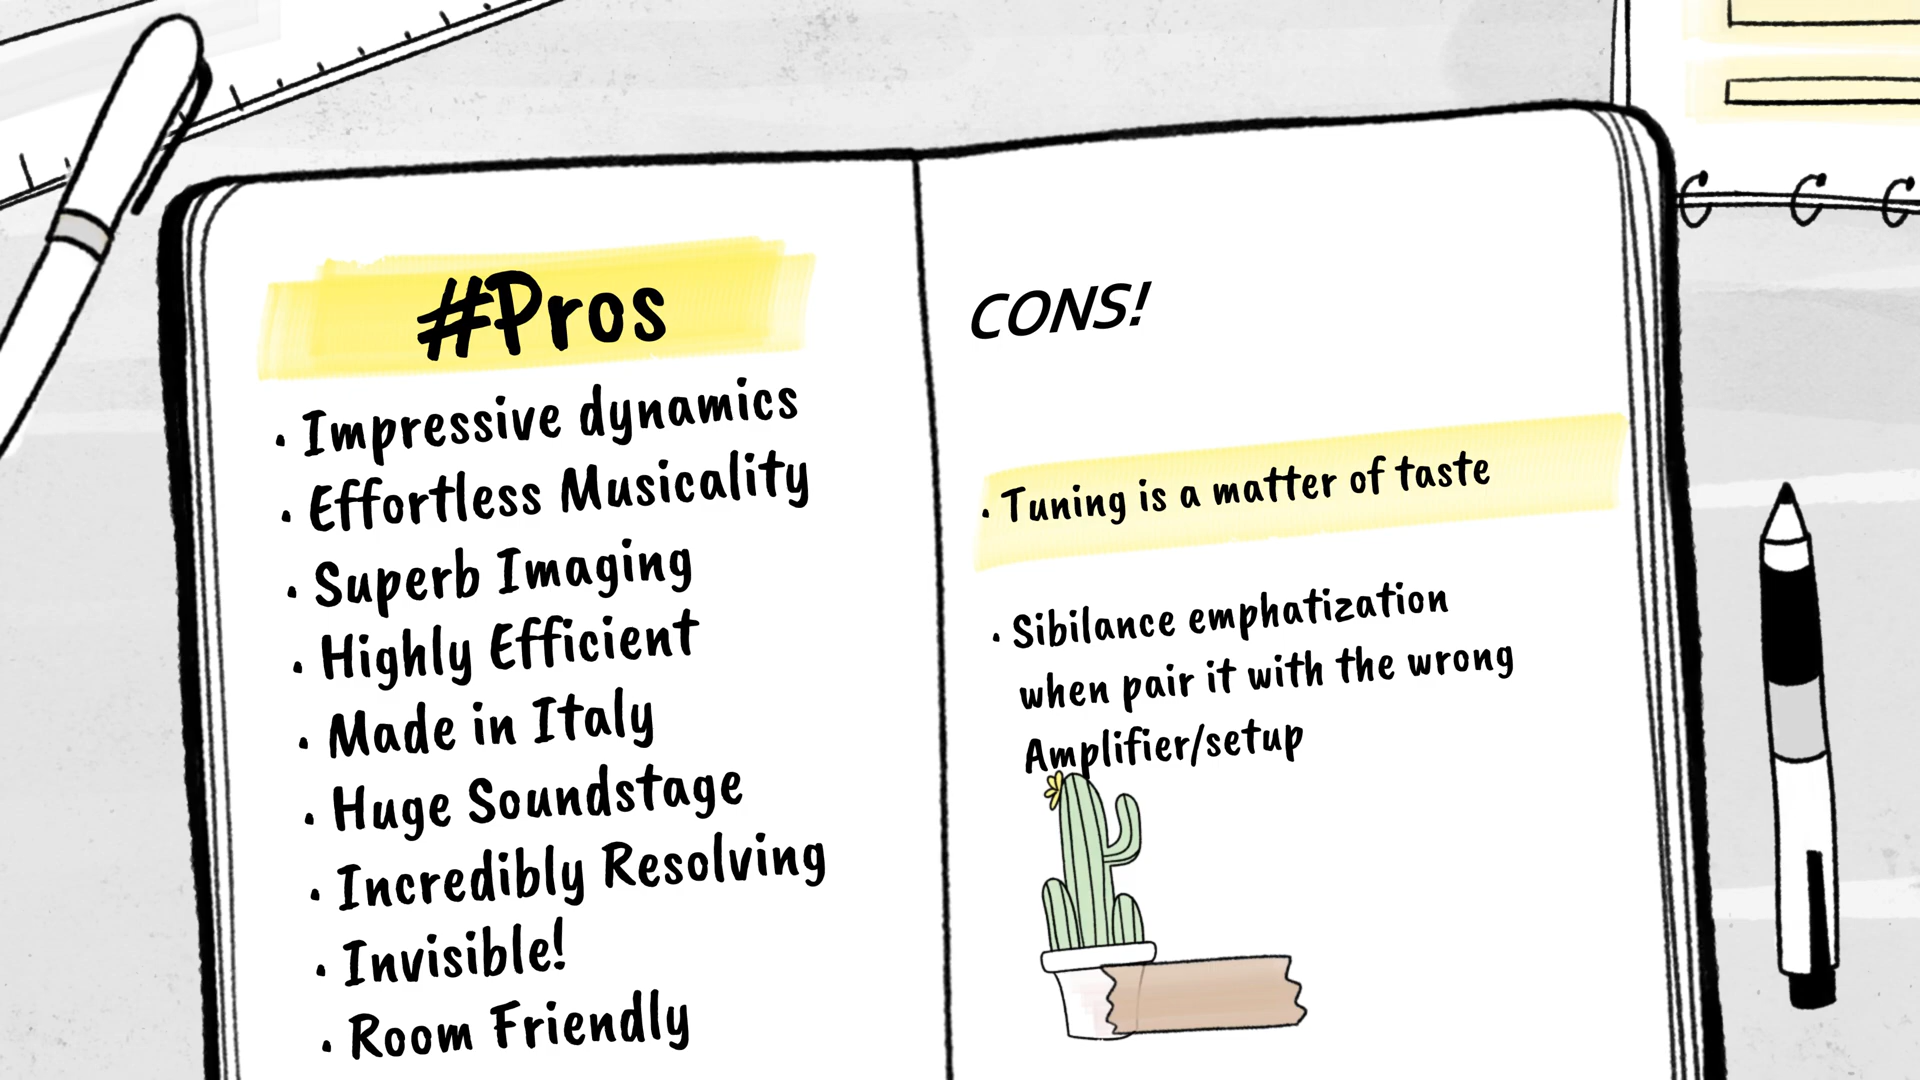 #Pros
• Impressive dynamics
• Effortless Musicality
• Superb Imaging
• Highly Efficient
• Made in Italy
• Huge Soundstage
• Incredibly Resolving
• Invisible!
• Room Friendly
CONS!
• Tuning is a matter of taste
• Sibilance emphatization
when pair it with the wrong
Amplifier/setup